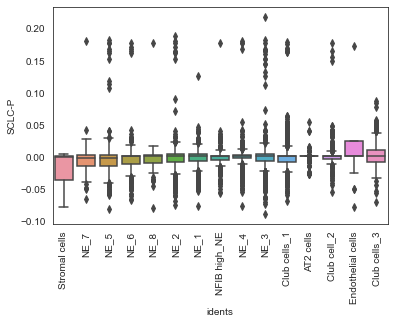 0.20
0.15
0.10
0.05
0.00
−0.05
−0.10
SCLC-P
Stromal cells
NE_7
NE_5
NE_6
NE_8
NE_2
NE_1
NFIB high_NE
NE_4
NE_3
Club cells_1
AT2 cells
Club cell_2
Endothelial cells
Club cells_3
idents